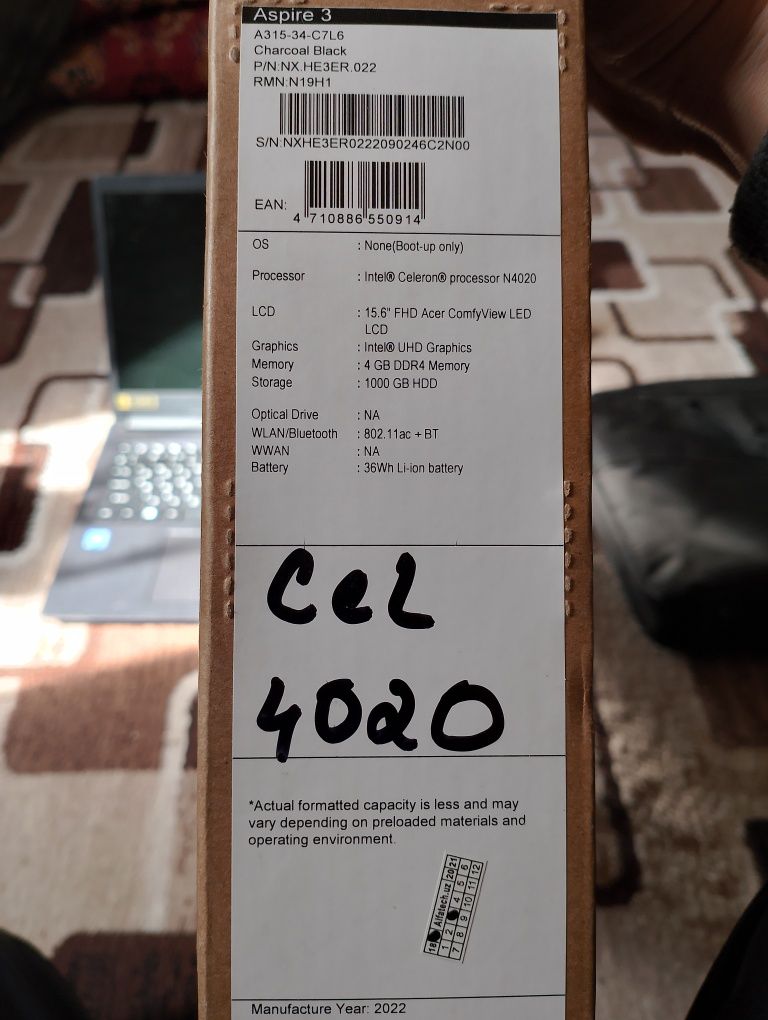 Aspire 3
A315-34-C7L6
Charcoal Black
P/N:NX.HE3ER.022
RMN:N19H1
S/N:NXHE3ER0222090246C2N00
EAN:
4 710886 550914
OS : None(Boot-up only)
Processor : Intel® Celeron® processor N4020
LCD : 15.6" FHD Acer ComfyView LED
LCD
Graphics : Intel® UHD Graphics
Memory : 4 GB DDR4 Memory
Storage : 1000 GB HDD
Optical Drive : NA
WLAN/Bluetooth : 802.11ac + BT
WWAN : NA
Battery : 36Wh Li-ion battery
Cel
4020
*Actual formatted capacity is less and may
vary depending on preloaded materials and
operating environment.
Alfatech.uz 20 21
1 2 4 5 6
7 8 9 10 11 12
Manufacture Year: 2022